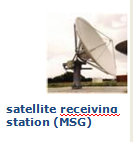 satellite receiving
station (MSG)